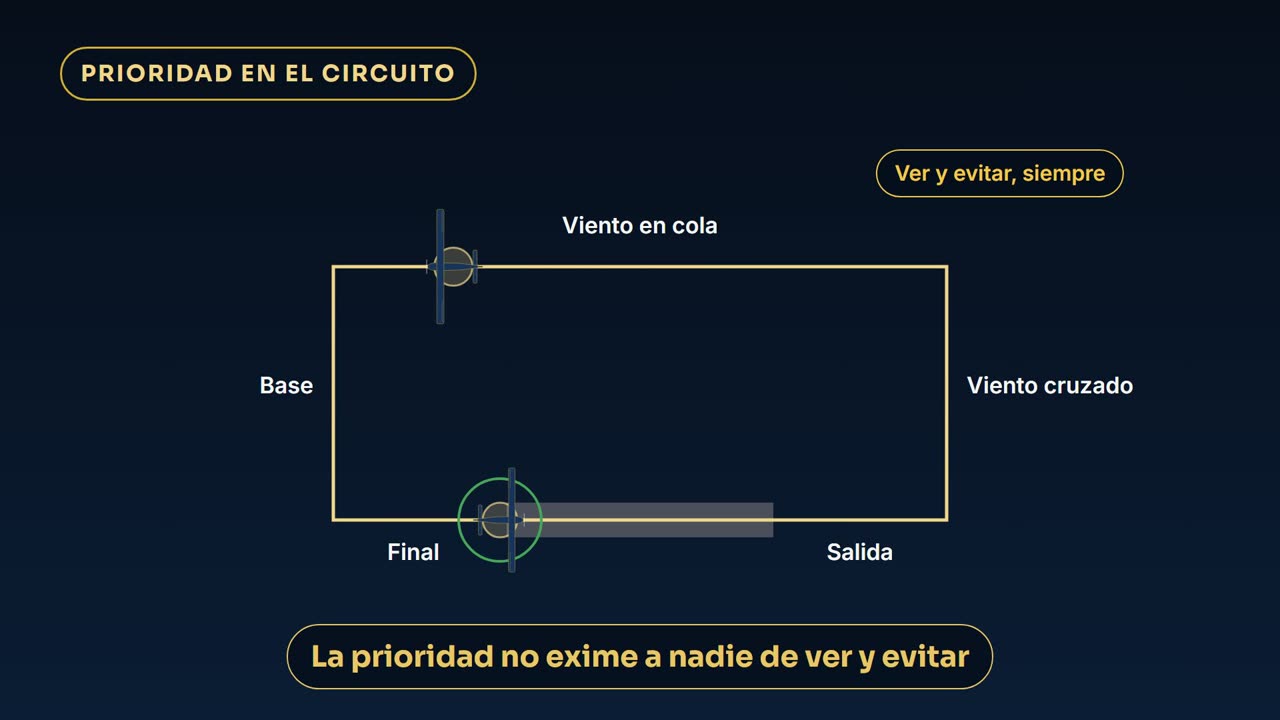 PRIORIDAD EN EL CIRCUITO
Ver y evitar, siempre
Viento en cola
Base
Viento cruzado
Final
Salida
La prioridad no exime a nadie de ver y evitar